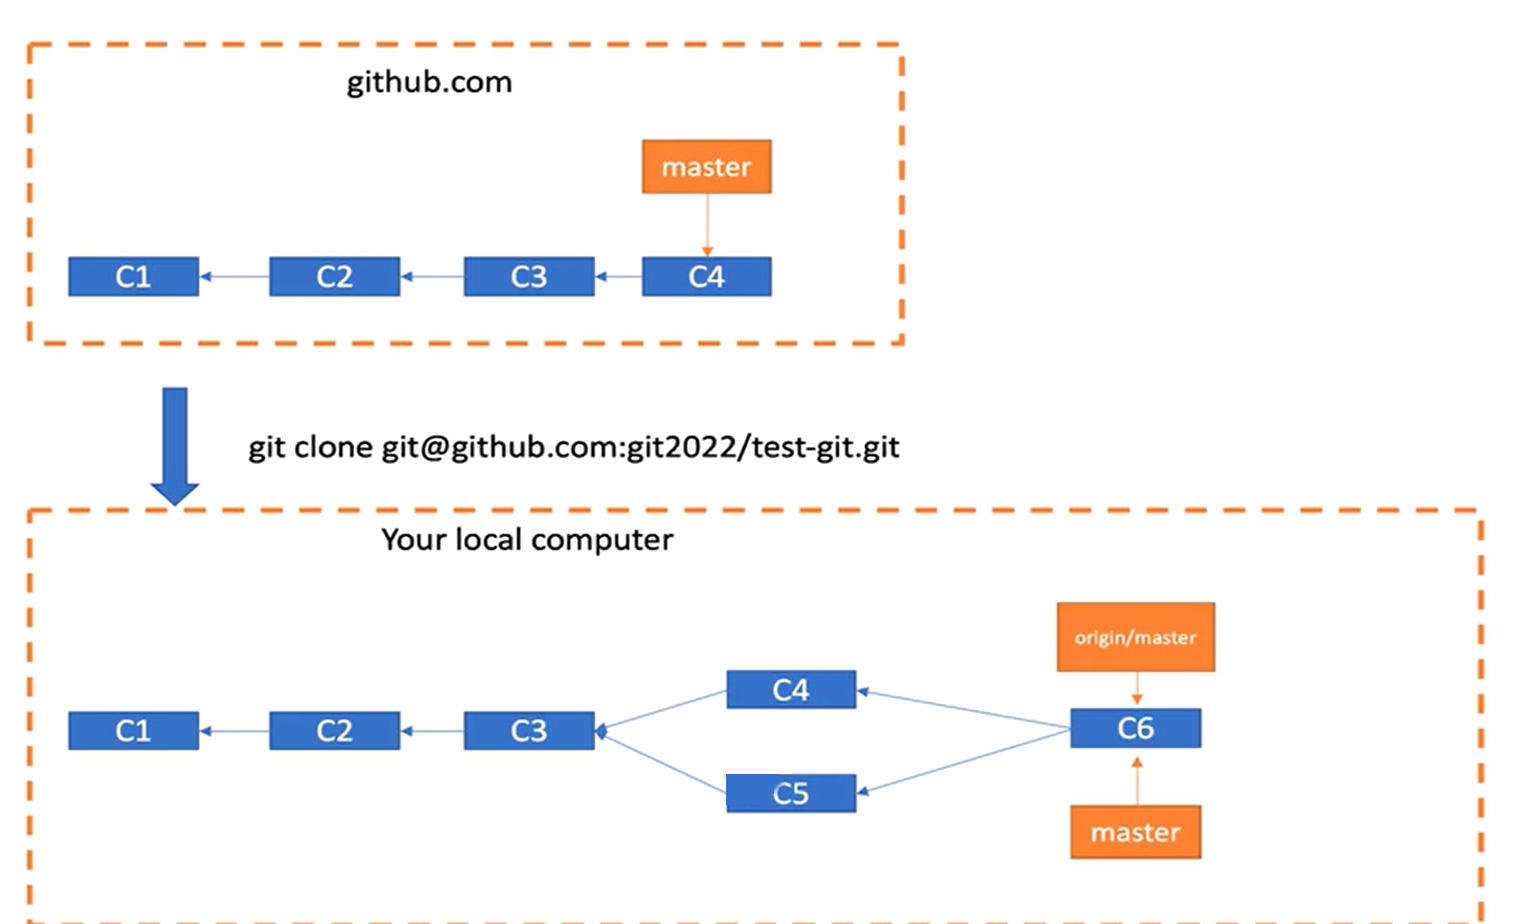 github.com
master
C1
C2
C3
C4
git clone git@github.com:git2022/test-git.git
Your local computer
origin/master
C4
C1
C2
C3
C6
C5
master